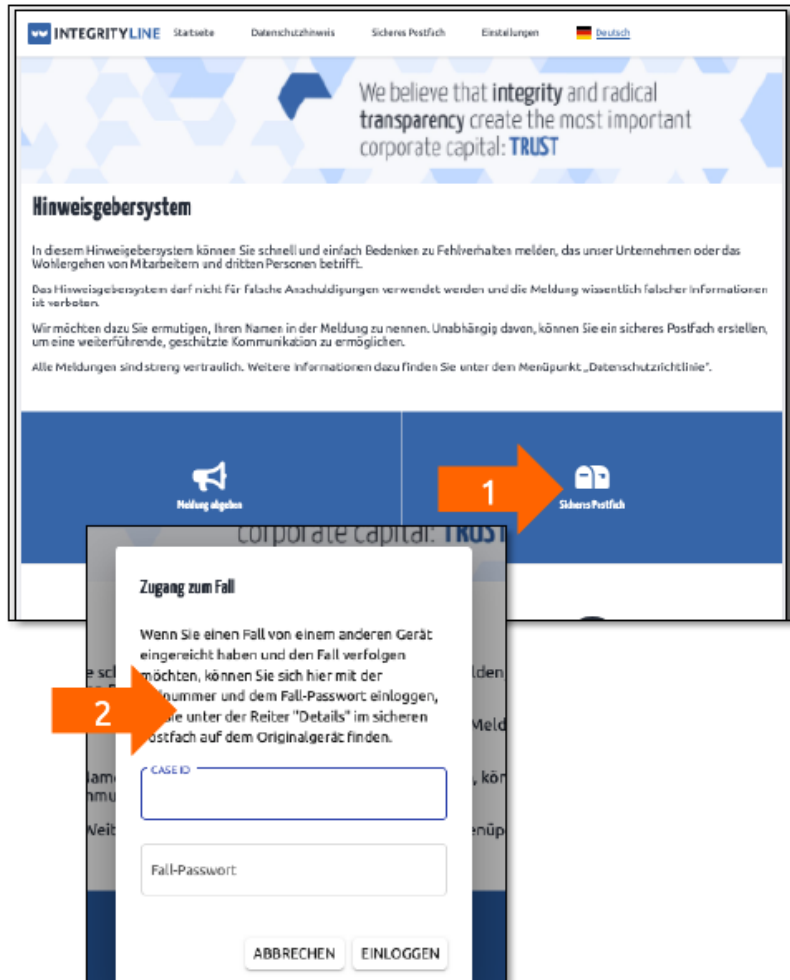 INTEGRITYLINE Startseite Datenschutzhinweis Sicheres Postfach Einstellungen Deutsch
We believe that integrity and radical
transparency create the most important
corporate capital: TRUST
Hinweisgebersystem
In diesem Hinweisgebersystem können Sie schnell und einfach Bedenken zu Fehlverhalten melden, das unser Unternehmen oder das
Wohlergehen von Mitarbeitern und dritten Personen betrifft.
Das Hinweisgebersystem darf nicht für falsche Anschuldigungen verwendet werden und die Meldung wissentlich falscher Informationen
ist verboten.
Wir möchten dazu Sie ermutigen, Ihren Namen in der Meldung zu nennen. Unabhängig davon, können Sie ein sicheres Postfach erstellen,
um eine weiterführende, geschützte Kommunikation zu ermöglichen.
Alle Meldungen sind streng vertraulich. Weitere Informationen dazu finden Sie unter dem Menüpunkt „Datenschutzrichtlinie".
1
Meldung abgeben
Sicheres Postfach
corporate capital: TRUST
Zugang zum Fall
Wenn Sie einen Fall von einem anderen Gerät
eingereicht haben und den Fall verfolgen
möchten, können Sie sich hier mit der
nummer und dem Fall-Passwort einloggen,
2
ie unter der Reiter "Details" im sicheren
ostfach auf dem Originalgerät finden.
CASE ID
Fall-Passwort
ABBRECHEN EINLOGGEN